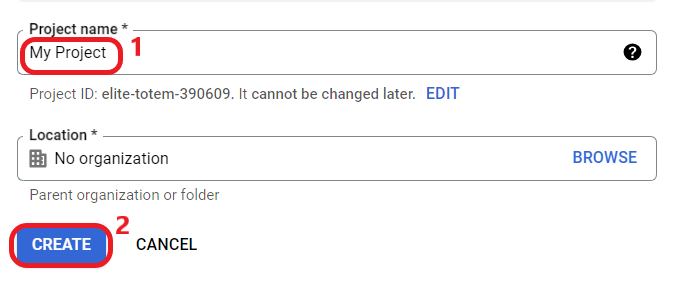 Project name *
My Project
1
Project ID: elite-totem-390609. It cannot be changed later. EDIT
Location *
No organization BROWSE
Parent organization or folder
2
CREATE CANCEL